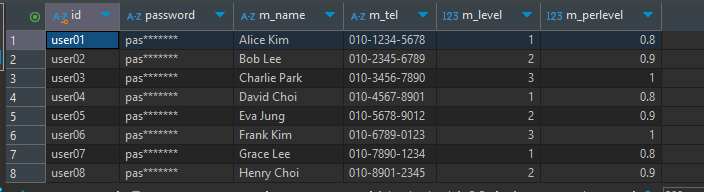 A-Z id A-Z password A-Z m_name A-Z m_tel 123 m_level 123 m_perlevel
1 user01 pas******* Alice Kim 010-1234-5678 1 0.8
2 user02 pas******* Bob Lee 010-2345-6789 2 0.9
3 user03 pas******* Charlie Park 010-3456-7890 3 1
4 user04 pas******* David Choi 010-4567-8901 1 0.8
5 user05 pas******* Eva Jung 010-5678-9012 2 0.9
6 user06 pas******* Frank Kim 010-6789-0123 3 1
7 user07 pas******* Grace Lee 010-7890-1234 1 0.8
8 user08 pas******* Henry Choi 010-8901-2345 2 0.9